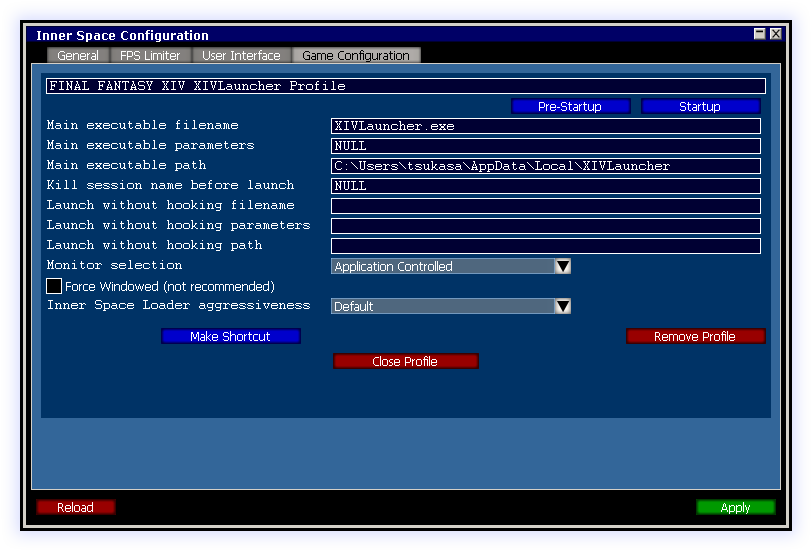 Inner Space Configuration
General FPS Limiter User Interface Game Configuration
FINAL FANTASY XIV XIVLauncher Profile
Pre-Startup Startup
Main executable filename XIVLauncher.exe
Main executable parameters NULL
Main executable path C:\Users\tsukasa\AppData\Local\XIVLauncher
Kill session name before launch NULL
Launch without hooking filename
Launch without hooking parameters
Launch without hooking path
Monitor selection Application Controlled
Force Windowed (not recommended)
Inner Space Loader aggressiveness Default
Make Shortcut Remove Profile
Close Profile
Reload Apply